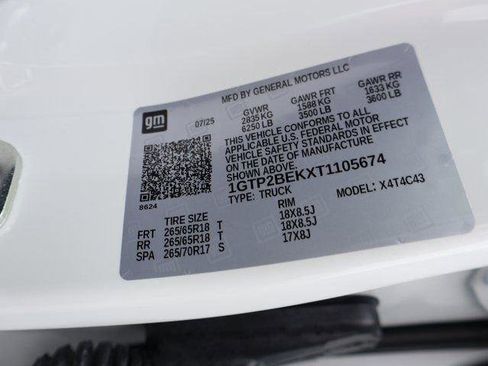 MFD BY GENERAL MOTORS LLC
gm 07/25 GVWR GAWR FRT GAWR RR
2835 KG 1588 KG 1633 KG
6250 LB 3500 LB 3600 LB
THIS VEHICLE CONFORMS TO ALL
APPLICABLE U.S. FEDERAL MOTOR
VEHICLE SAFETY STANDARDS IN EFFECT
ON THE DATE OF MANUFACTURE
8624
1GTP2BEKXT1105674
TYPE: TRUCK MODEL: X4T4C43
TIRE SIZE RIM
FRT 265/65R18 T 18X8.5J
RR 265/65R18 T 18X8.5J
SPA 265/70R17 S 17X8J